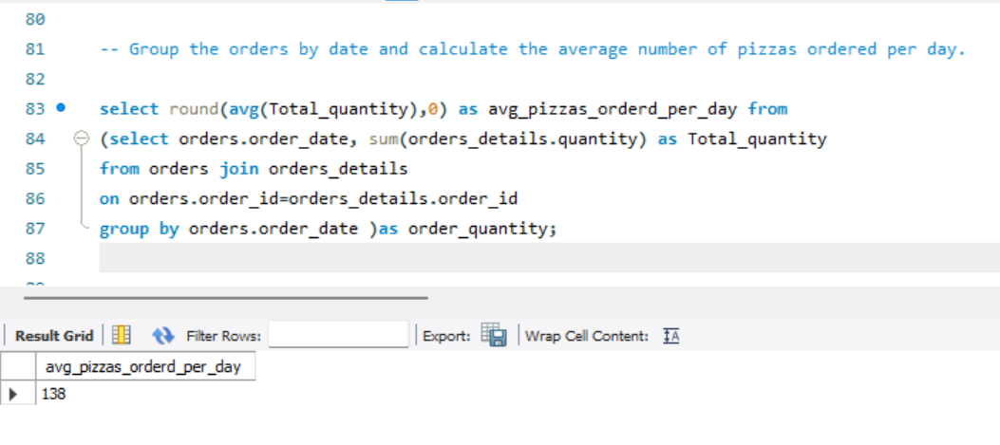 80
81 -- Group the orders by date and calculate the average number of pizzas ordered per day.
82
83 select round(avg(Total_quantity),0) as avg_pizzas_orderd_per_day from
84 (select orders.order_date, sum(orders_details.quantity) as Total_quantity
85 from orders join orders_details
86 on orders.order_id=orders_details.order_id
87 group by orders.order_date )as order_quantity;
88
Result Grid Filter Rows: Export: Wrap Cell Content: IA
avg_pizzas_orderd_per_day
138